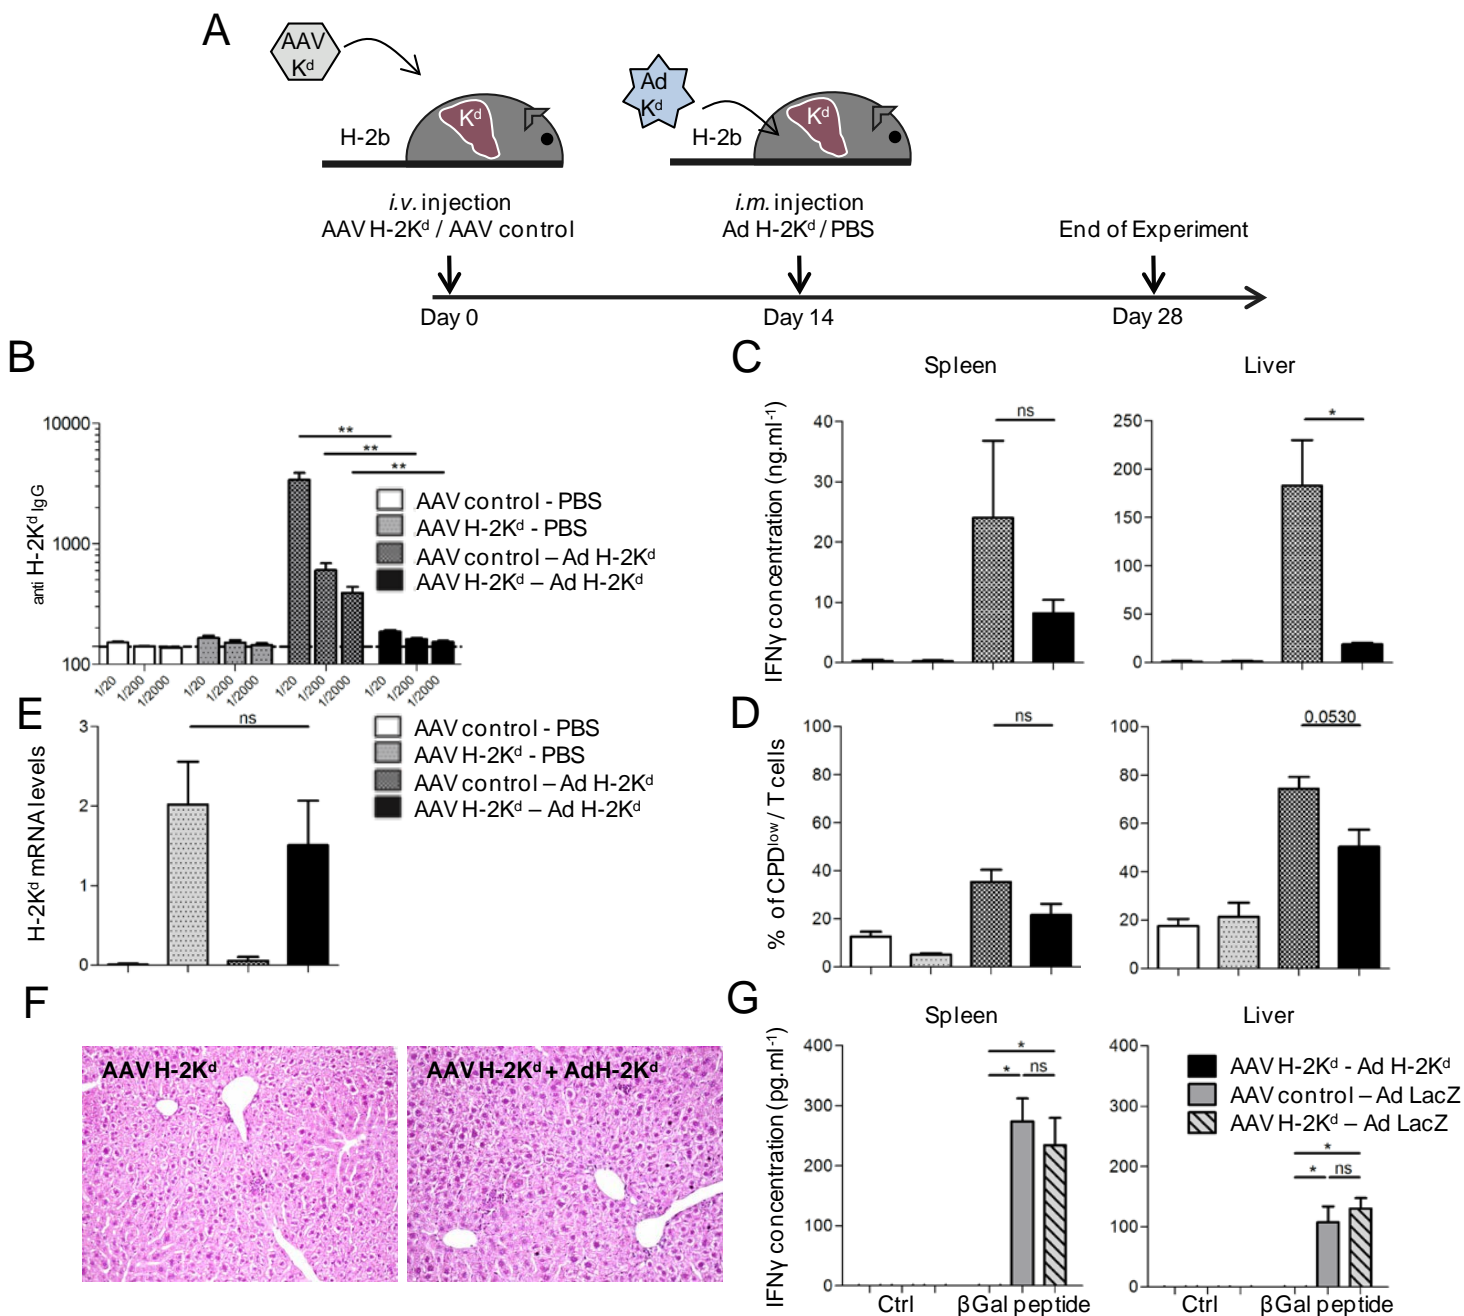 A
AAV
Kᵈ
Kᵈ
H-2b
Ad
Kᵈ
Kᵈ
H-2b
i.v. injection
AAV H-2Kᵈ / AAV control
i.m. injection
Ad H-2Kᵈ / PBS
End of Experiment
Day 0
Day 14
Day 28
B
anti H-2Kᵈ IgG
10000
1000
100
**
**
**
1/20
1/200
1/2000
1/20
1/200
1/2000
1/20
1/200
1/2000
1/20
1/200
1/2000
AAV control - PBS
AAV H-2Kᵈ - PBS
AAV control – Ad H-2Kᵈ
AAV H-2Kᵈ – Ad H-2Kᵈ
C
Spleen
Liver
IFNγ concentration (ng.ml⁻¹)
40
30
20
10
0
ns
250
200
150
100
50
0
*
D
% of CPDˡᵒʷ / T cells
100
80
60
40
20
0
ns
100
80
60
40
20
0
0.0530
E
H-2Kᵈ mRNA levels
3
2
1
0
ns
AAV control - PBS
AAV H-2Kᵈ - PBS
AAV control – Ad H-2Kᵈ
AAV H-2Kᵈ – Ad H-2Kᵈ
F
AAV H-2Kᵈ
AAV H-2Kᵈ + AdH-2Kᵈ
G
Spleen
Liver
IFNγ concentration (pg.ml⁻¹)
400
300
200
100
0
*
* ns
Ctrl
βGal peptide
400
300
200
100
0
*
* ns
Ctrl
βGal peptide
AAV H-2Kᵈ - Ad H-2Kᵈ
AAV control – Ad LacZ
AAV H-2Kᵈ – Ad LacZ